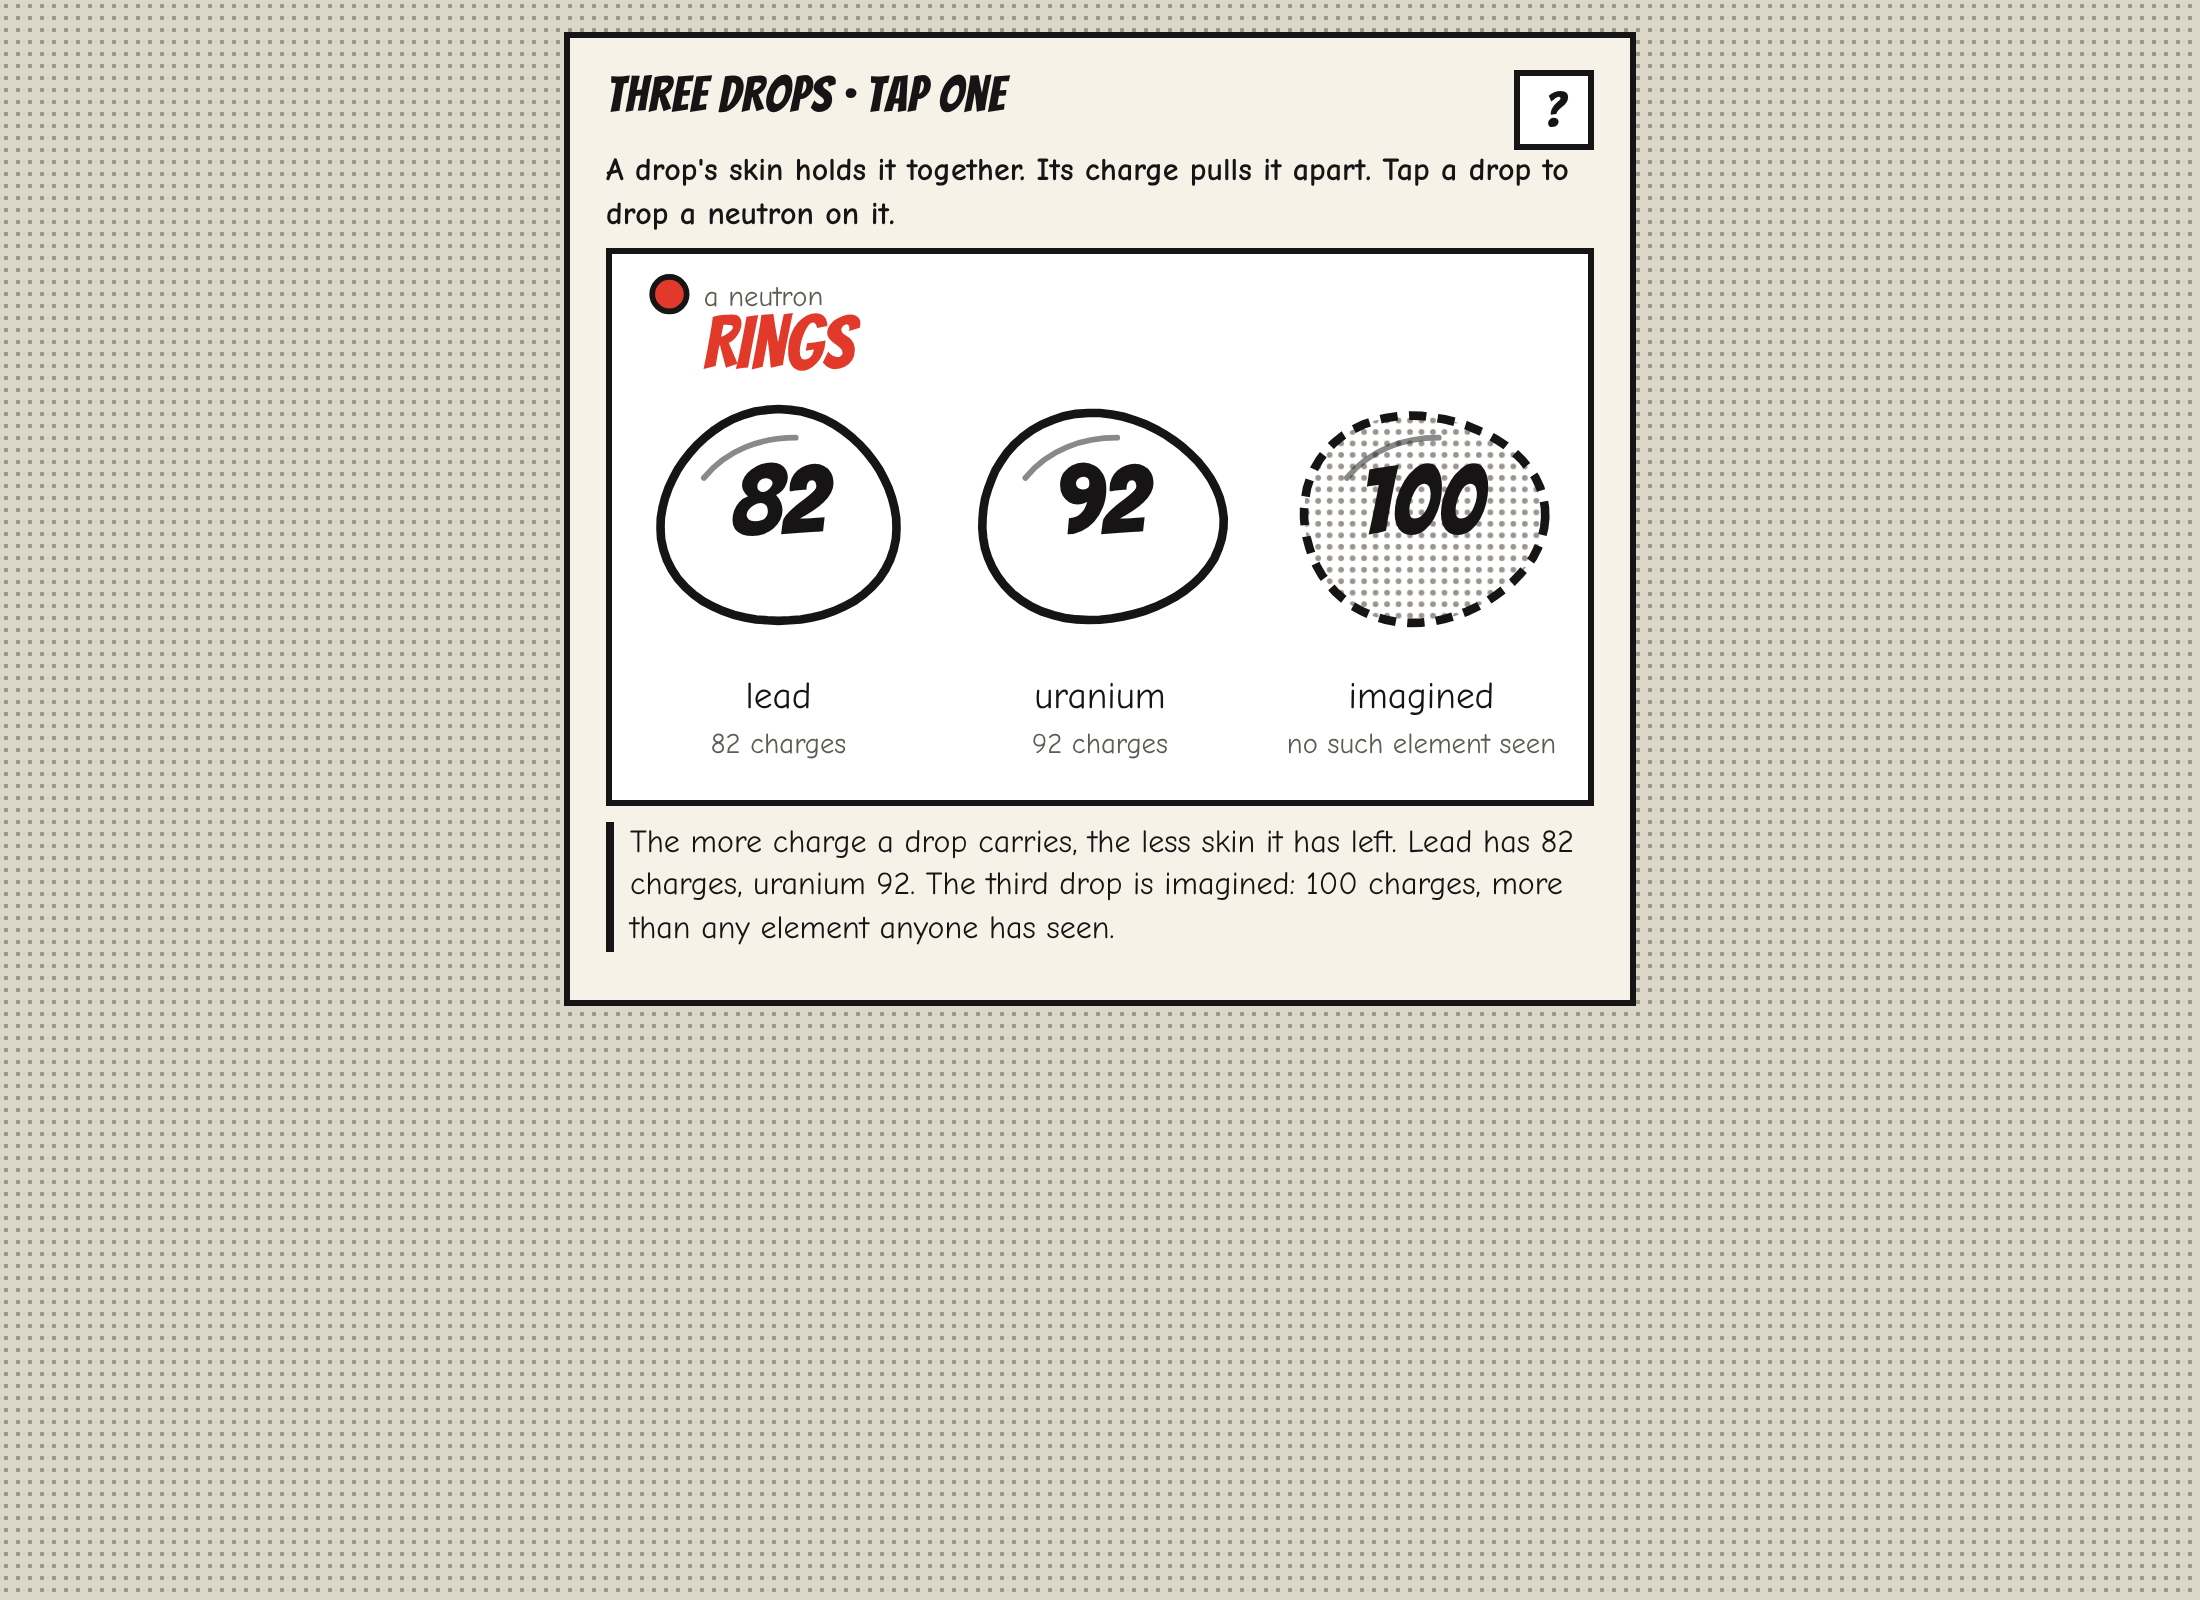 THREE DROPS · TAP ONE
?
A drop's skin holds it together. Its charge pulls it apart. Tap a drop to
drop a neutron on it.
a neutron
RINGS
82
92
100
lead
uranium
imagined
82 charges
92 charges
no such element seen
The more charge a drop carries, the less skin it has left. Lead has 82
charges, uranium 92. The third drop is imagined: 100 charges, more
than any element anyone has seen.